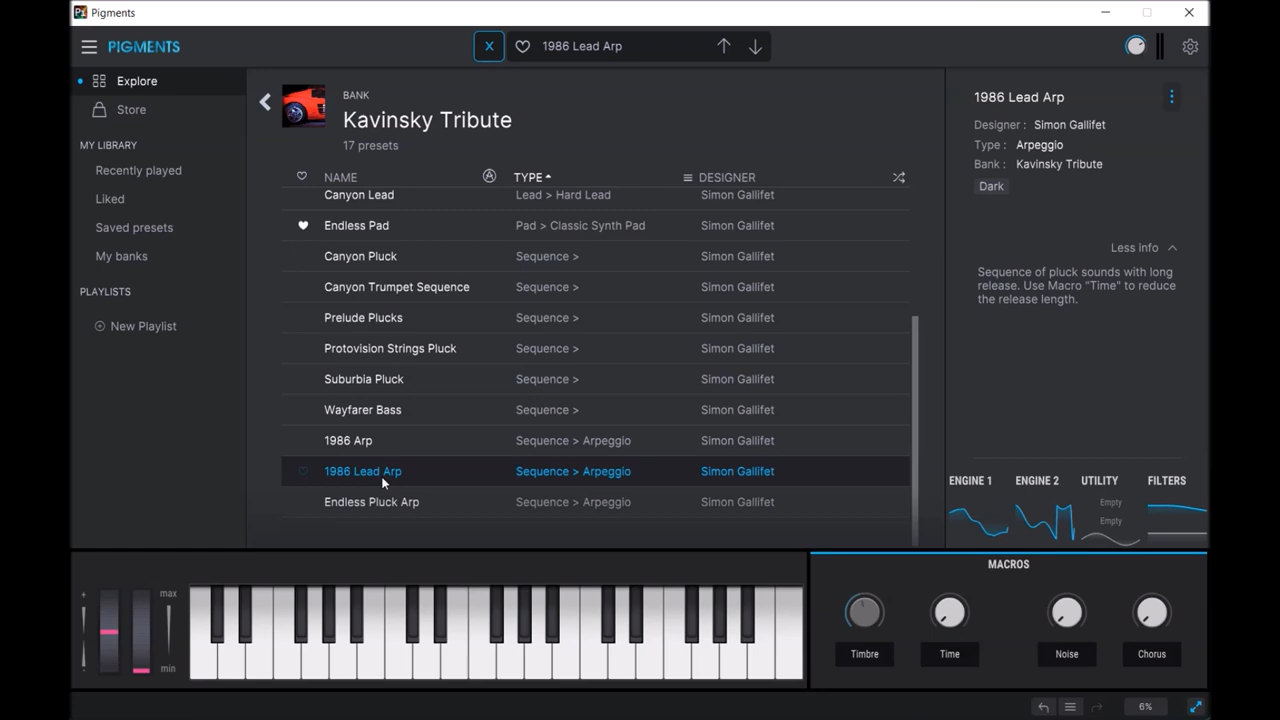 Pigments
PIGMENTS
X
1986 Lead Arp
Explore
Store
MY LIBRARY
Recently played
Liked
Saved presets
My banks
PLAYLISTS
New Playlist
BANK
Kavinsky Tribute
17 presets
NAME TYPE DESIGNER
Canyon Lead Lead > Hard Lead Simon Gallifet
Endless Pad Pad > Classic Synth Pad Simon Gallifet
Canyon Pluck Sequence > Simon Gallifet
Canyon Trumpet Sequence Sequence > Simon Gallifet
Prelude Plucks Sequence > Simon Gallifet
Protovision Strings Pluck Sequence > Simon Gallifet
Suburbia Pluck Sequence > Simon Gallifet
Wayfarer Bass Sequence > Simon Gallifet
1986 Arp Sequence > Arpeggio Simon Gallifet
1986 Lead Arp Sequence > Arpeggio Simon Gallifet
Endless Pluck Arp Sequence > Arpeggio Simon Gallifet
1986 Lead Arp
Designer : Simon Gallifet
Type : Arpeggio
Bank : Kavinsky Tribute
Dark
Less info
Sequence of pluck sounds with long
release. Use Macro "Time" to reduce
the release length.
ENGINE 1 ENGINE 2 UTILITY FILTERS
Empty
Empty
+
-
max
min
MACROS
Timbre Time Noise Chorus
6%